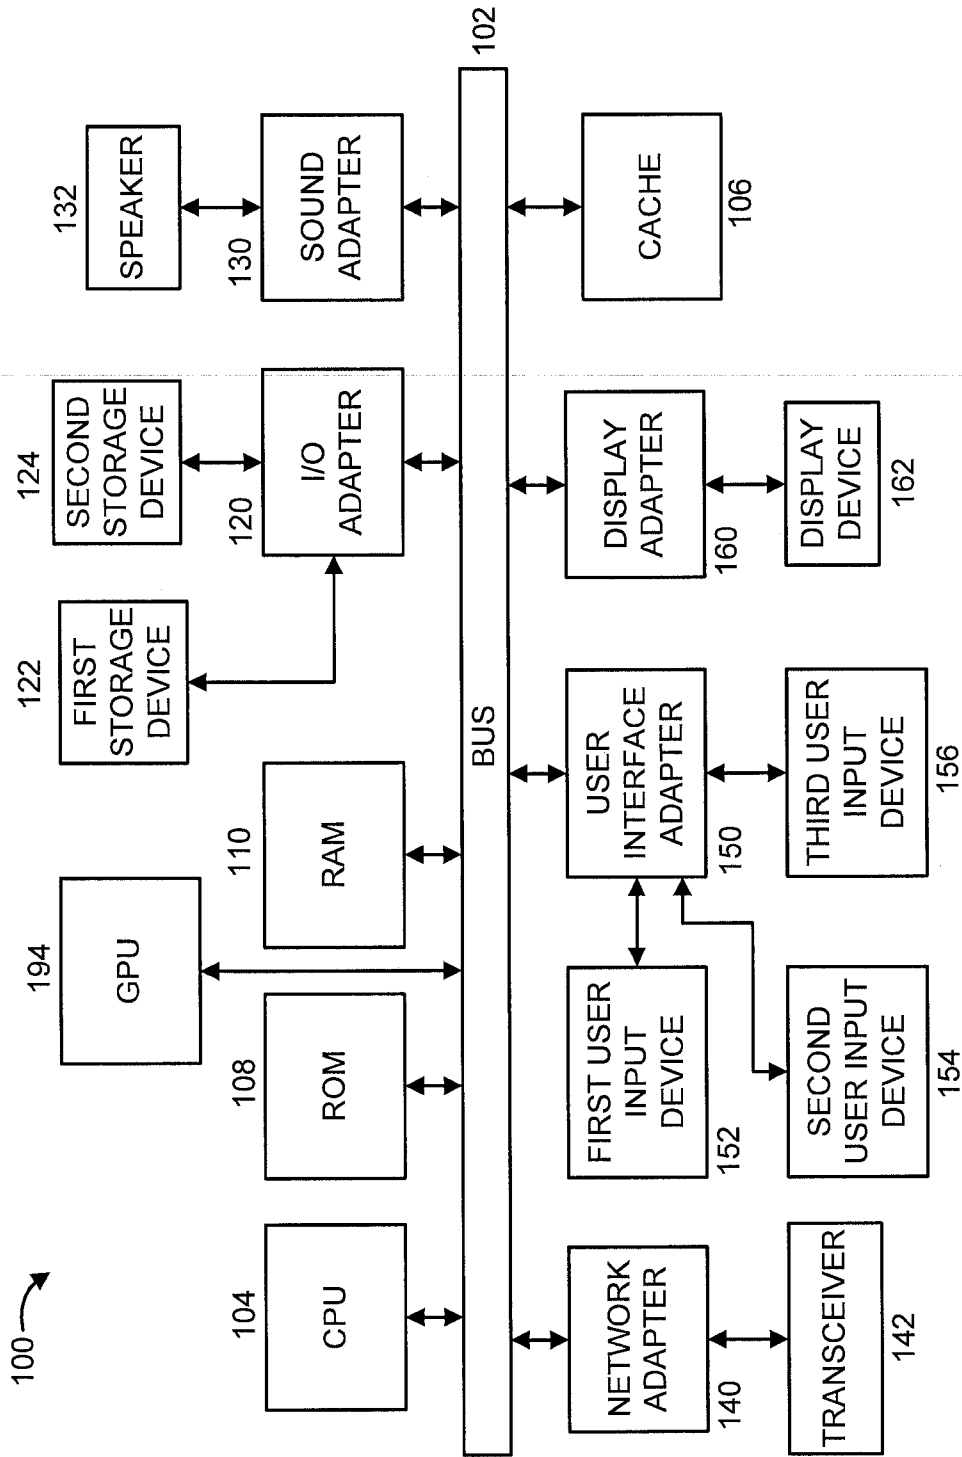 100
194
GPU
122
FIRST
STORAGE
DEVICE
124
SECOND
STORAGE
DEVICE
132
SPEAKER
104
CPU
108
ROM
110
RAM
120
I/O
ADAPTER
130
SOUND
ADAPTER
BUS
102
NETWORK
ADAPTER
140
FIRST USER
INPUT
DEVICE
152
USER
INTERFACE
ADAPTER
150
DISPLAY
ADAPTER
160
CACHE
106
TRANSCEIVER
142
SECOND
USER INPUT
DEVICE
154
THIRD USER
INPUT
DEVICE
156
DISPLAY
DEVICE
162